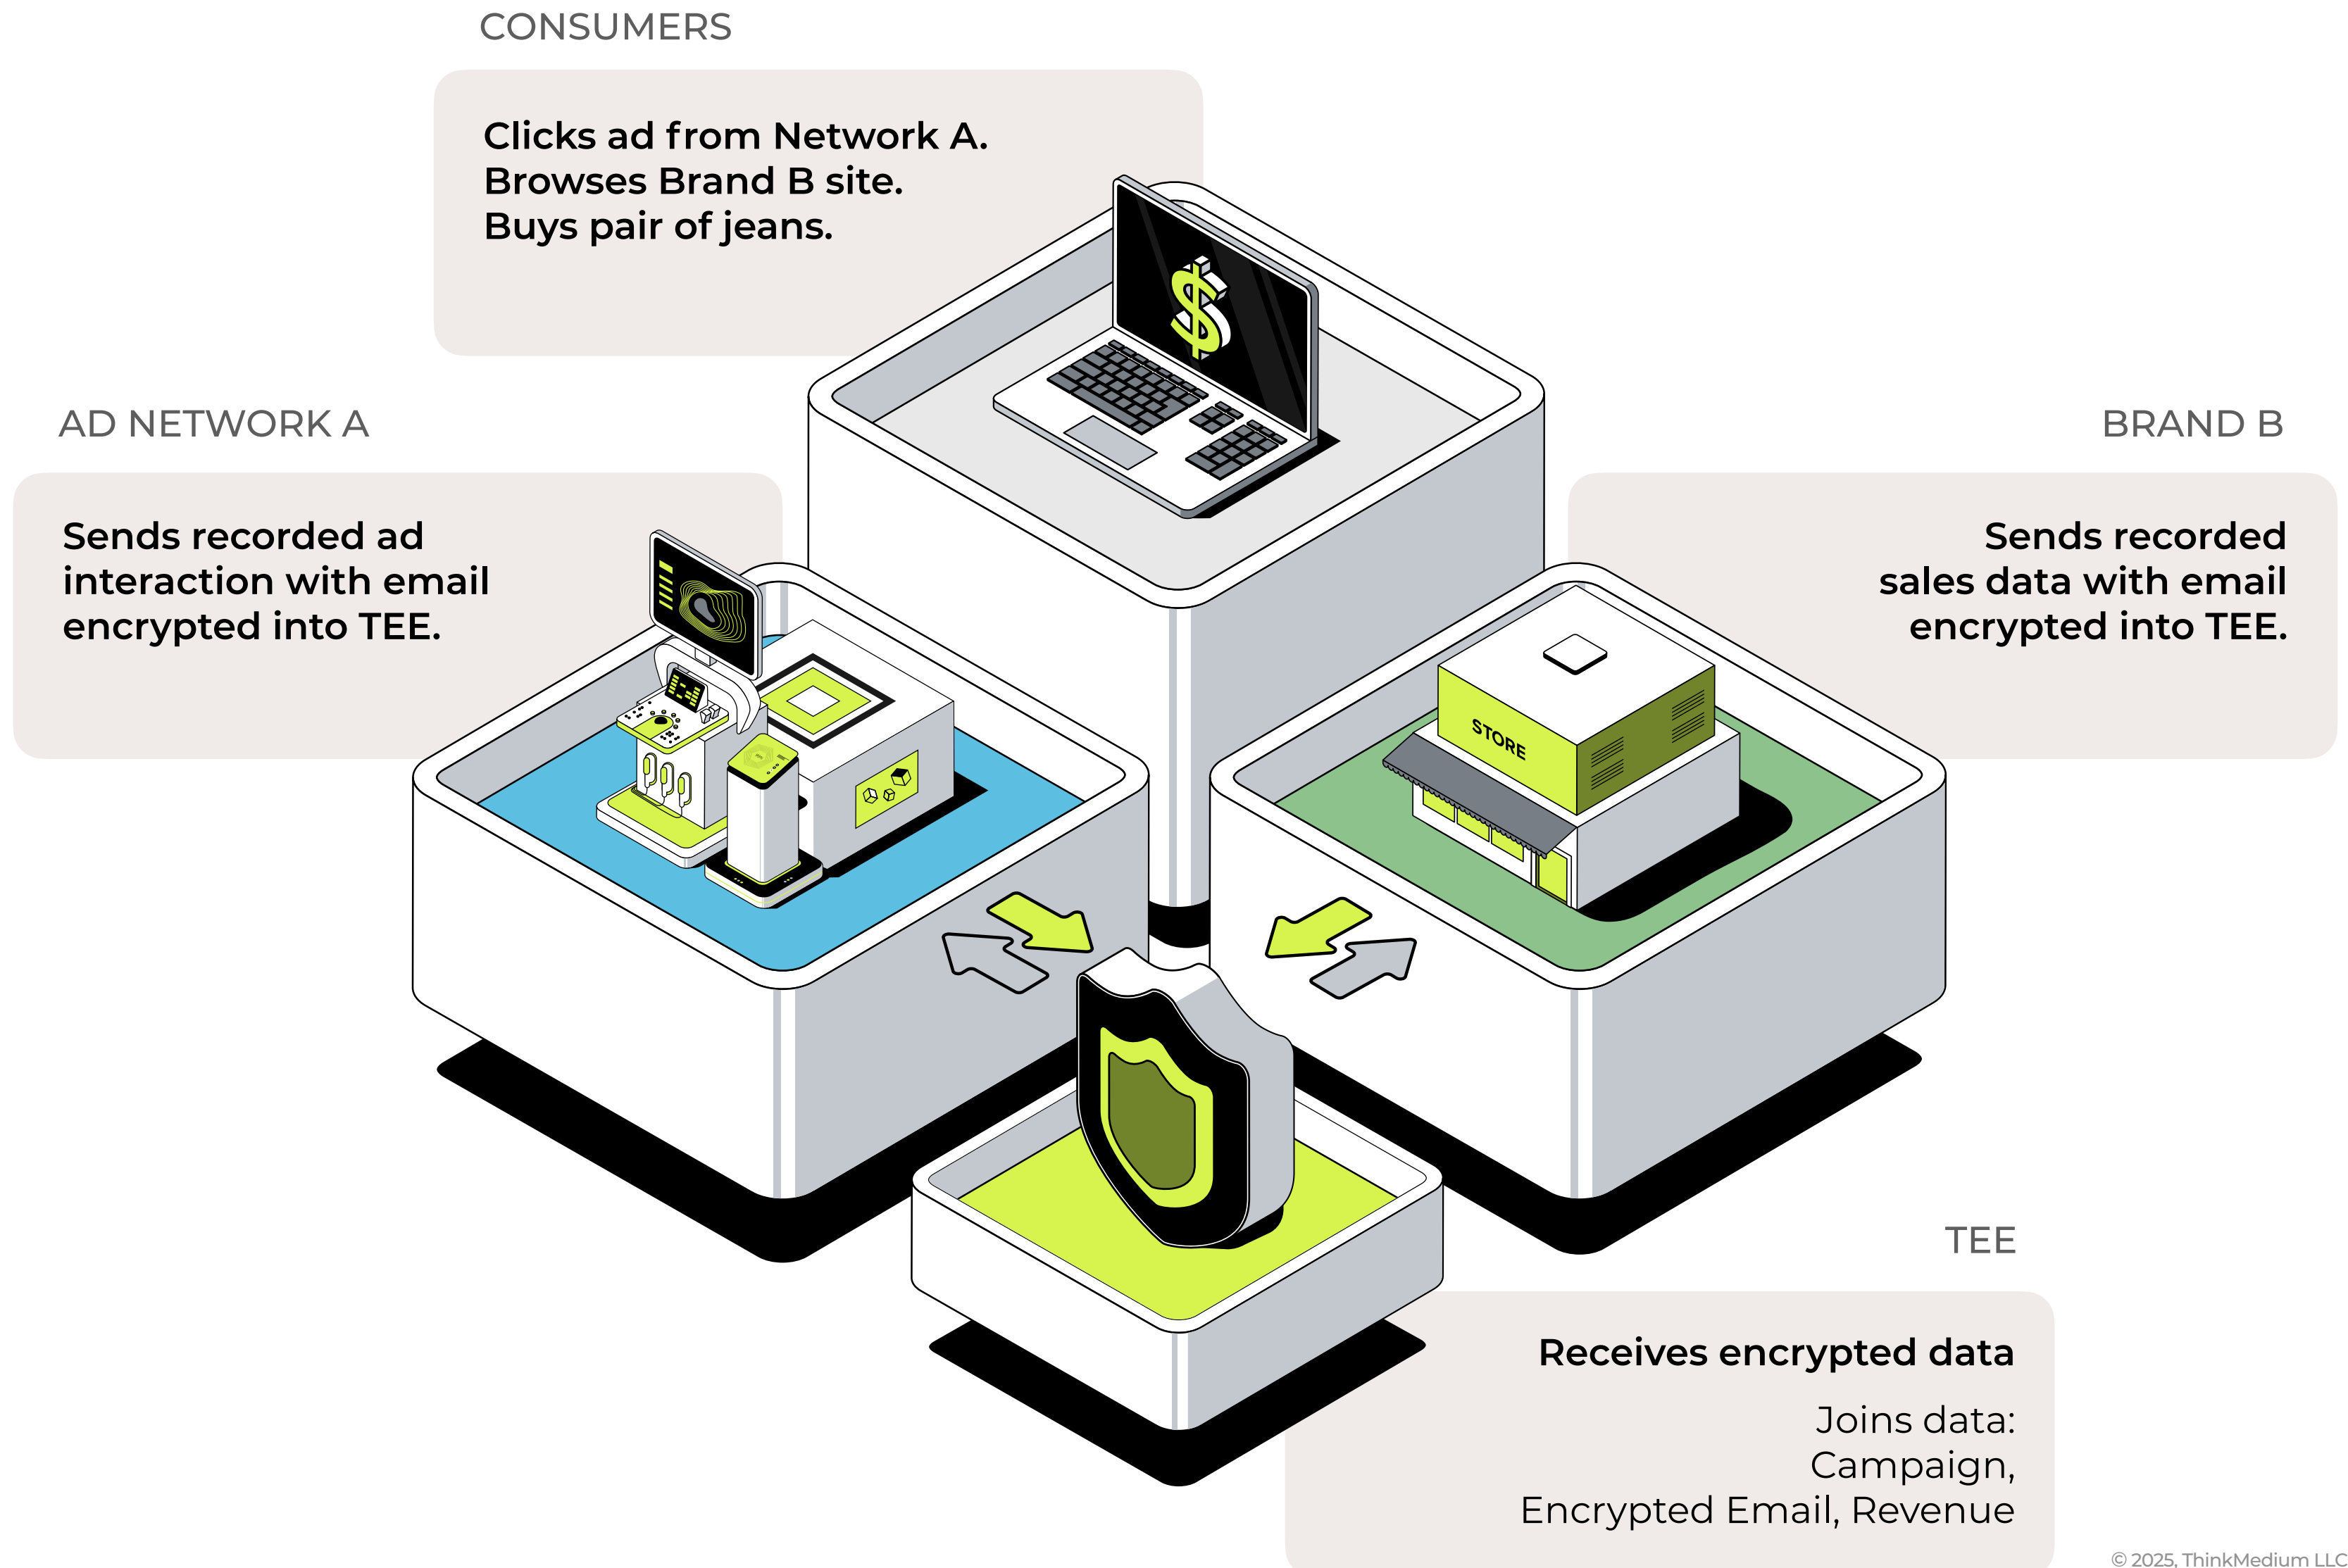 CONSUMERS
Clicks ad from Network A.
Browses Brand B site.
Buys pair of jeans.
AD NETWORK A
Sends recorded ad
interaction with email
encrypted into TEE.
BRAND B
Sends recorded
sales data with email
encrypted into TEE.
STORE
TEE
Receives encrypted data
Joins data:
Campaign,
Encrypted Email, Revenue
© 2025, ThinkMedium LLC